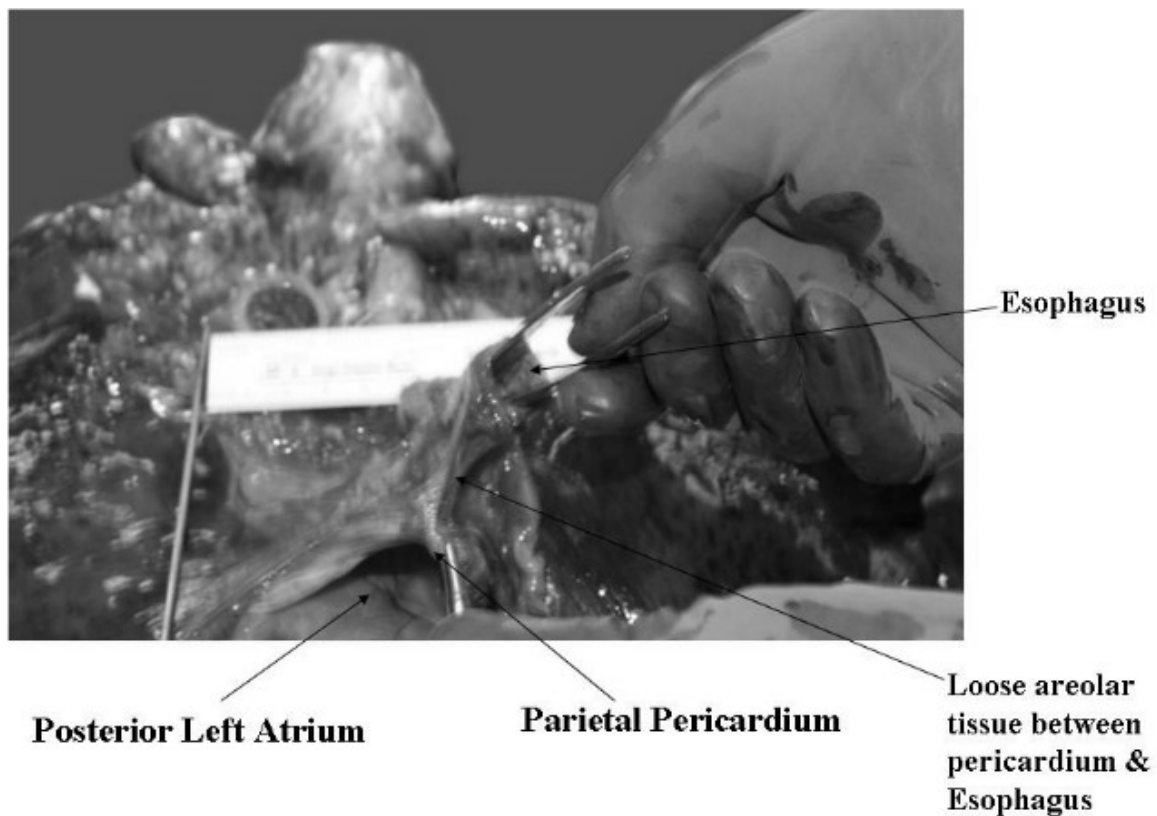 Esophagus
Posterior Left Atrium
Parietal Pericardium
Loose areolar
tissue between
pericardium &
Esophagus